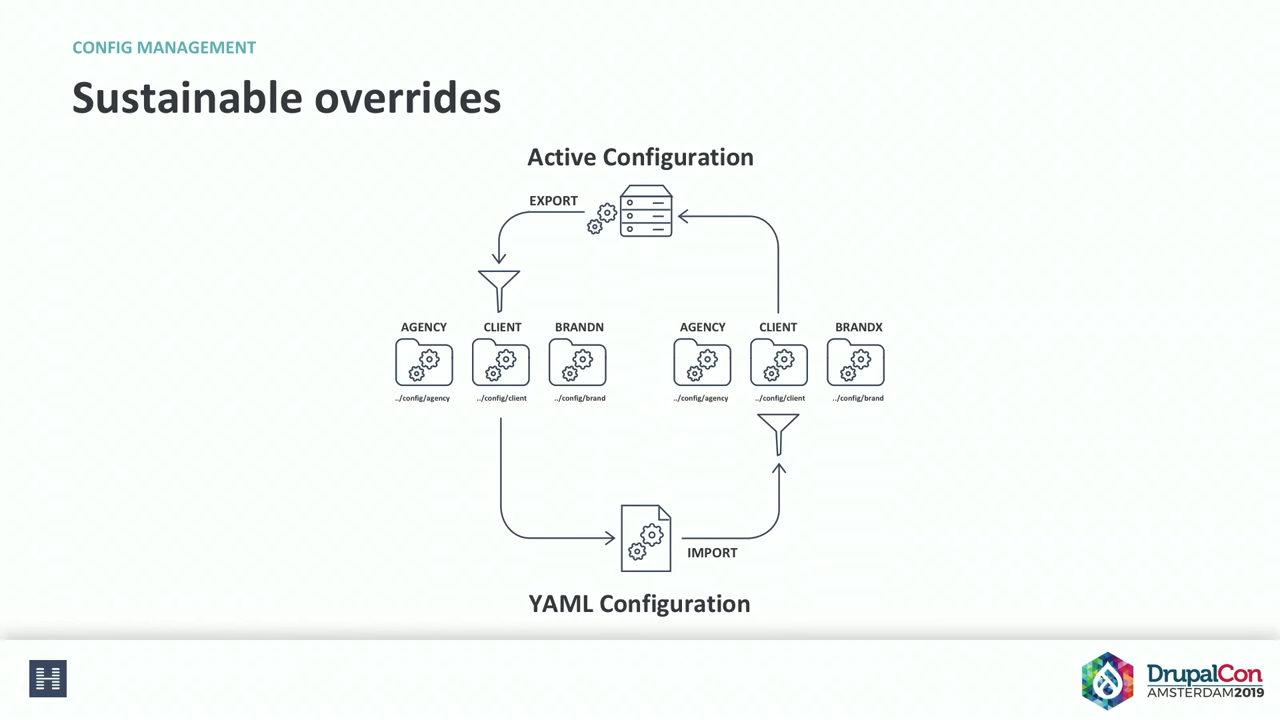 CONFIG MANAGEMENT
Sustainable overrides
Active Configuration
EXPORT
AGENCY CLIENT BRANDN AGENCY CLIENT BRANDX
../config/agency ../config/client ../config/brand ../config/agency ../config/client ../config/brand
IMPORT
YAML Configuration
H
DrupalCon
AMSTERDAM2019